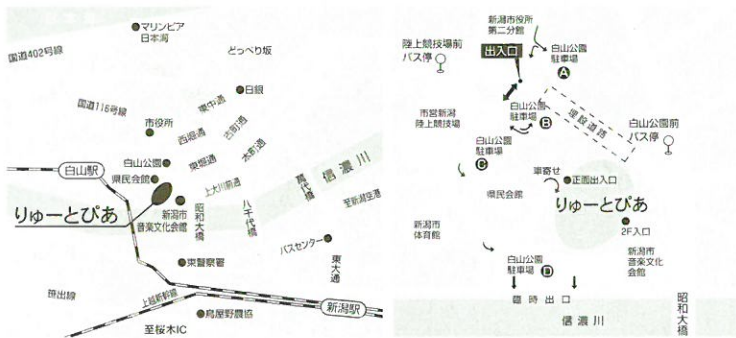 マリンピア
日本海
国道402号線
どっぺり坂
白銀
国道116号線
東中通
市役所
西堀通
古町通
本町通
白山公園
東堀通
県民会館
白山駅
上大川前通
萬代橋
信濃川
至新潟空港
りゅーとぴあ
新潟市
音楽文化会館
昭和大橋
八千代橋
バスセンター
東大通
東警察署
笹出線
上越新幹線
新潟駅
鳥屋野農協
至桜木IC
新潟市役所
第二分館
陸上競技場前
バス停
出入口
白山公園
駐車場
A
市営新潟
陸上競技場
白山公園
駐車場
B
埋設道路
白山公園前
バス停
白山公園
駐車場
C
車寄せ
正面出入口
県民会館
りゅーとぴあ
2F入口
新潟市
体育館
新潟市
音楽文化
会館
白山公園
駐車場
D
臨時出口
信濃川
昭和大橋